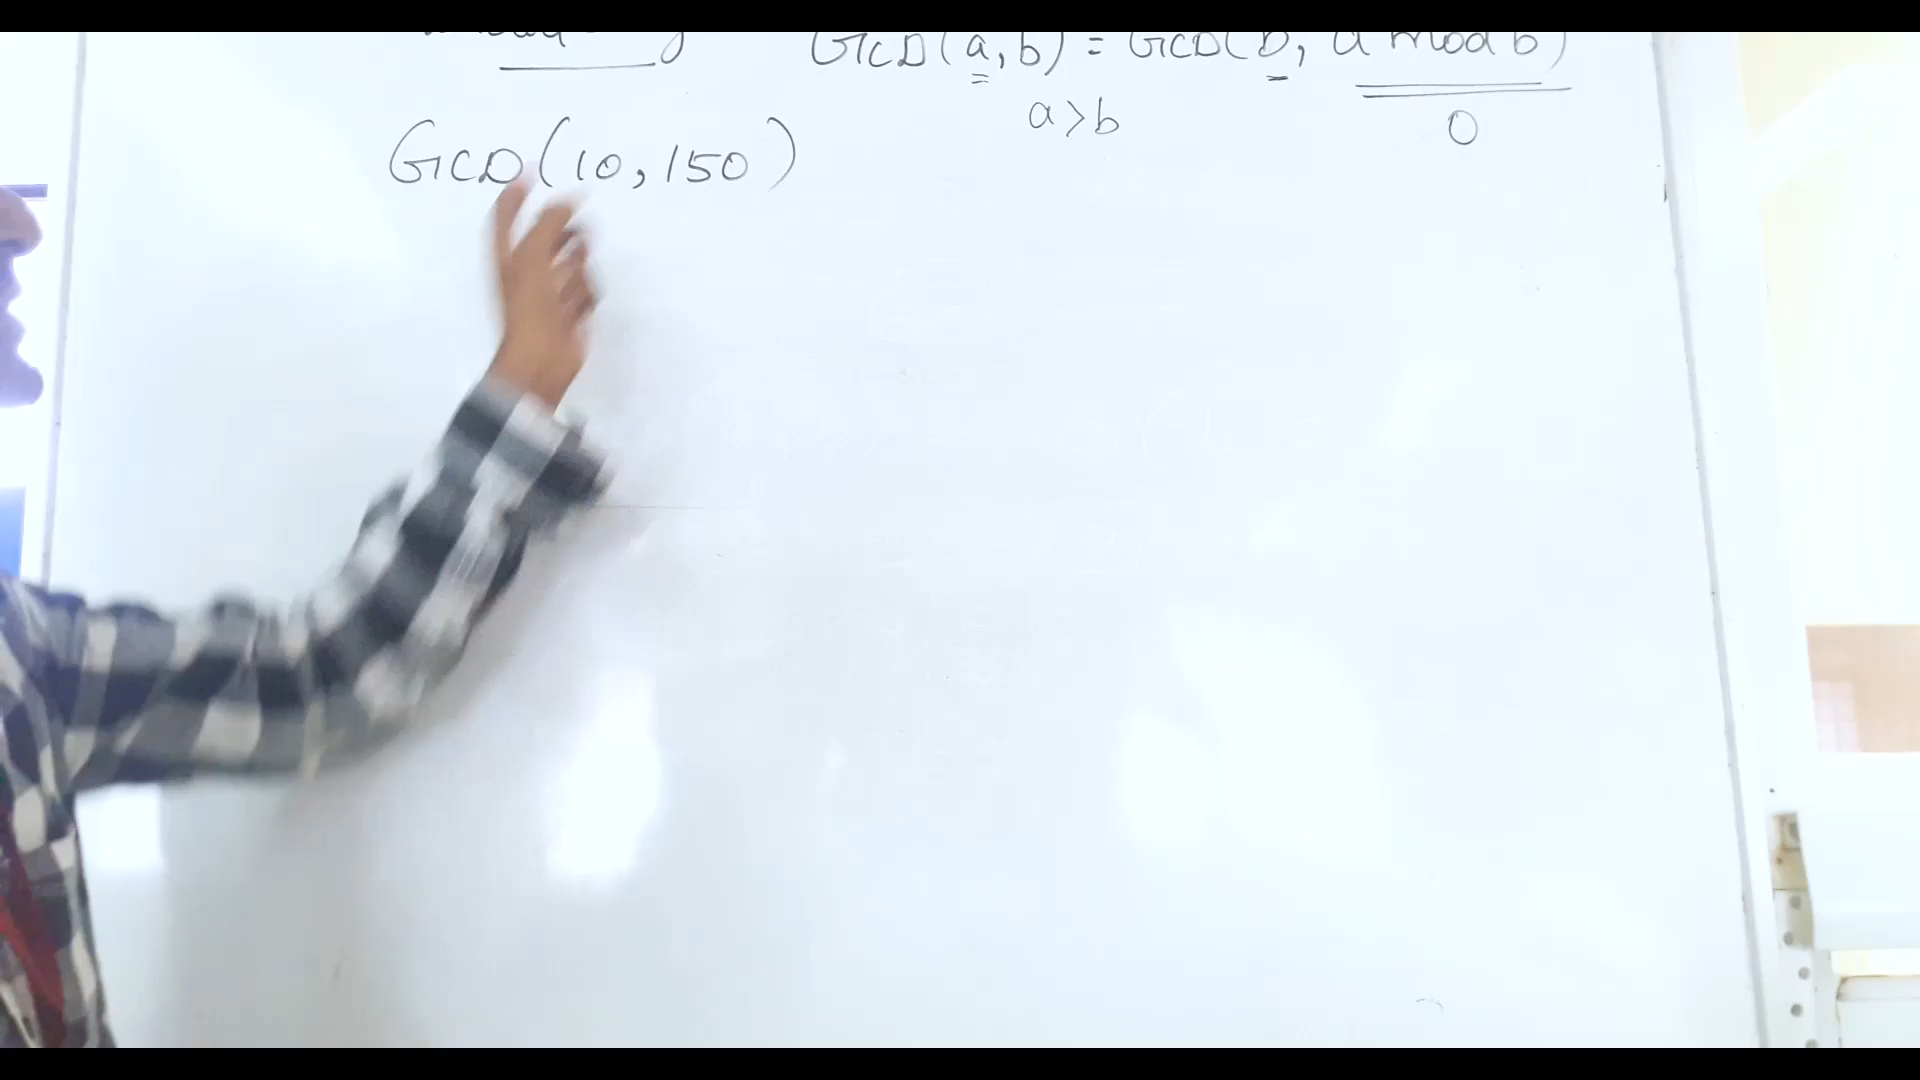 GCD(a,b) = GCD(b, a mod b)
a>b
0
GCD(10,150)